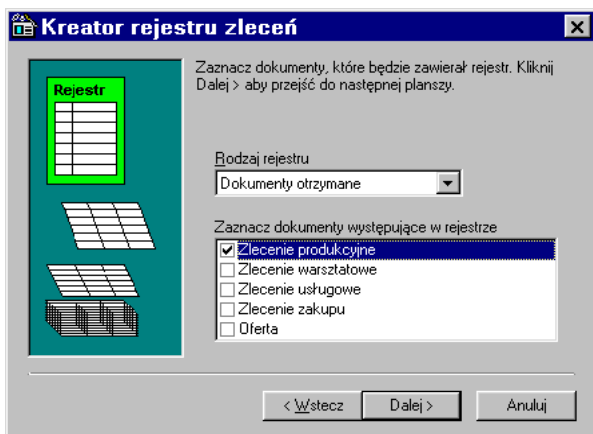 Kreator rejestru zleceń
Rejestr
Zaznacz dokumenty, które będzie zawierał rejestr. Kliknij
Dalej > aby przejść do następnej planszy.
Rodzaj rejestru
Dokumenty otrzymane
Zaznacz dokumenty występujące w rejestrze
Zlecenie produkcyjne
Zlecenie warsztatowe
Zlecenie usługowe
Zlecenie zakupu
Oferta
< Wstecz
Dalej >
Anuluj